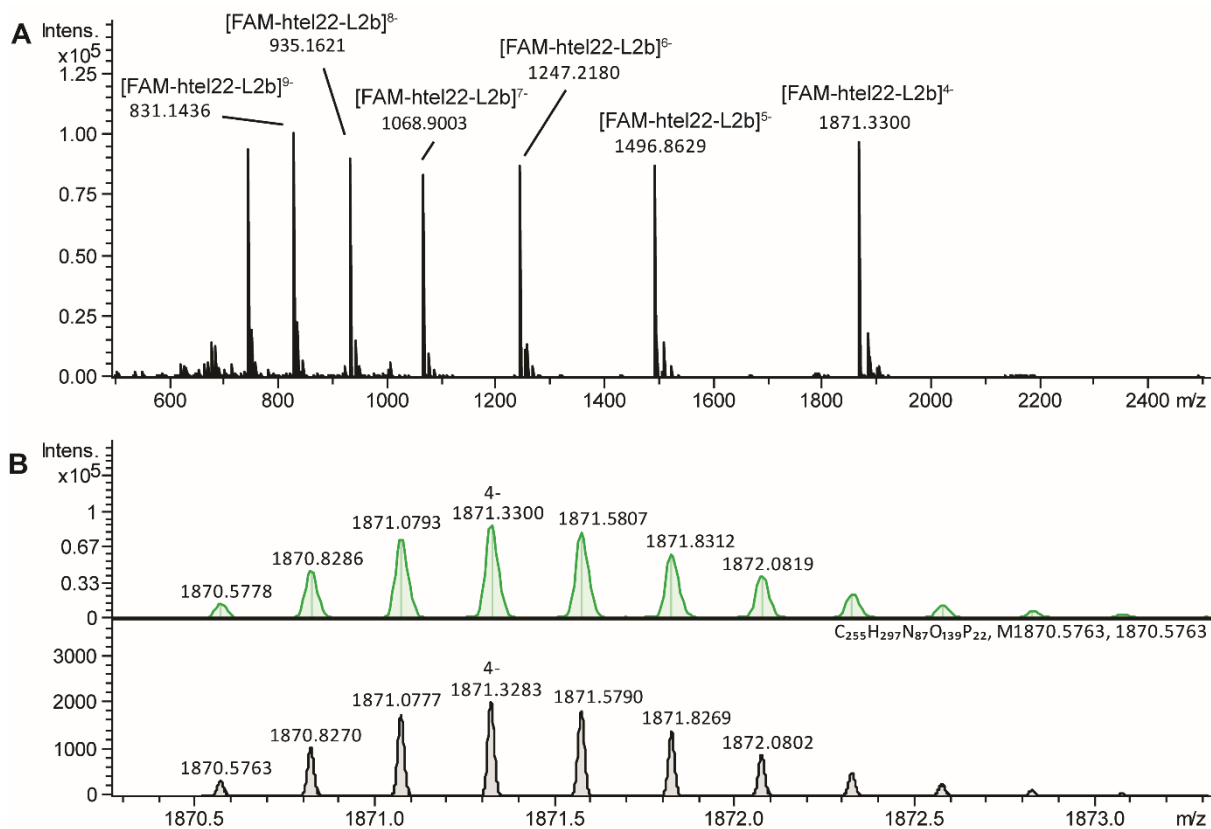 A
Intens.
x10⁵
1.25
1.00
0.75
0.50
0.25
0.00
[FAM-htel22-L2b]⁹⁻
831.1436
[FAM-htel22-L2b]⁸⁻
935.1621
[FAM-htel22-L2b]⁷⁻
1068.9003
[FAM-htel22-L2b]⁶⁻
1247.2180
[FAM-htel22-L2b]⁵⁻
1496.8629
[FAM-htel22-L2b]⁴⁻
1871.3300
600 800 1000 1200 1400 1600 1800 2000 2200 2400 m/z
B
Intens.
x10⁵
1
0.67
0.33
0
1870.5778
1870.8286
1871.0793
4-
1871.3300
1871.5807
1871.8312
1872.0819
C₂₅₅H₂₉₇N₈₇O₁₃₉P₂₂, M1870.5763, 1870.5763
3000
2000
1000
0
1870.5763
1870.8270
1871.0777
4-
1871.3283
1871.5790
1871.8269
1872.0802
1870.5 1871.0 1871.5 1872.0 1872.5 1873.0 m/z